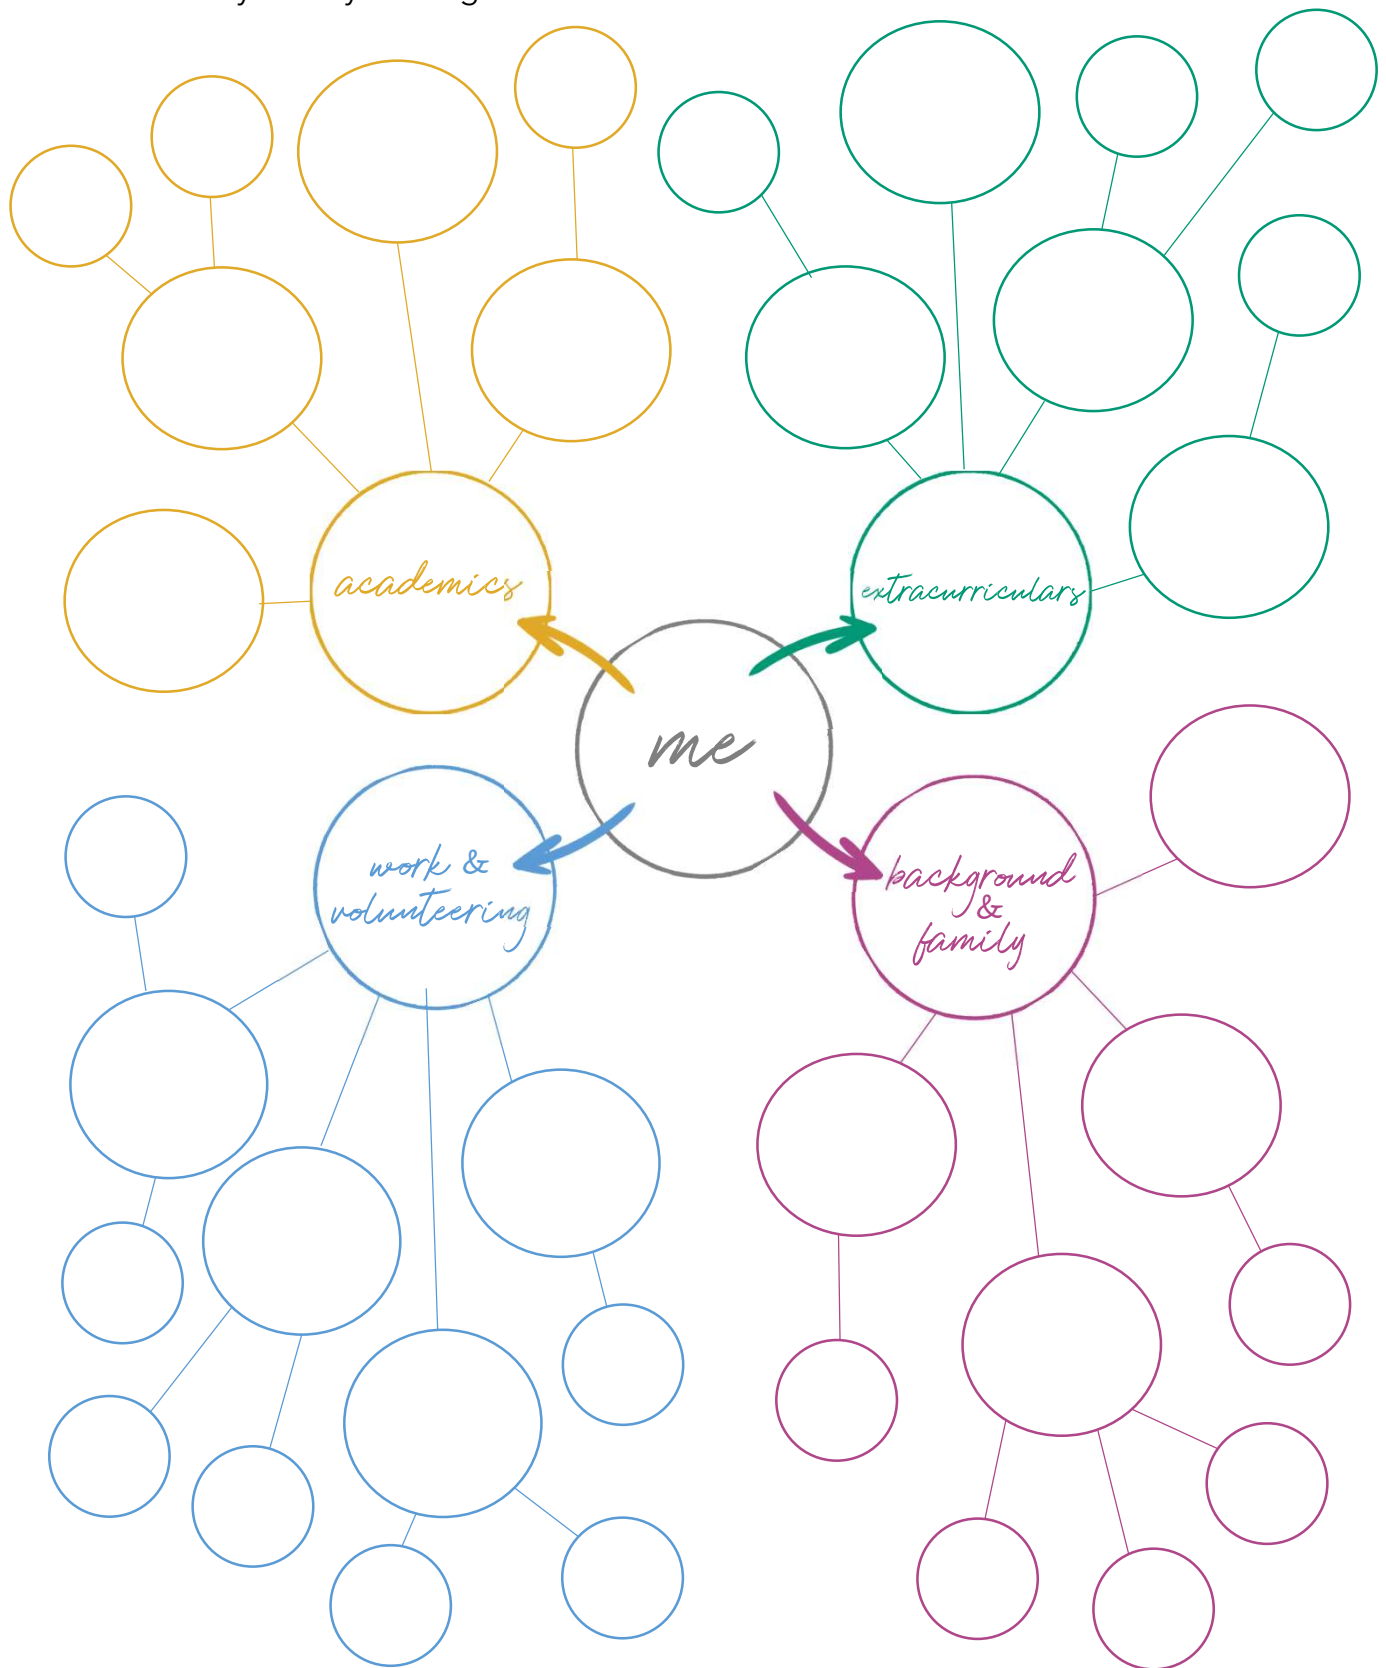 academics
extracurriculars
me
work &
volunteering
background
&
family